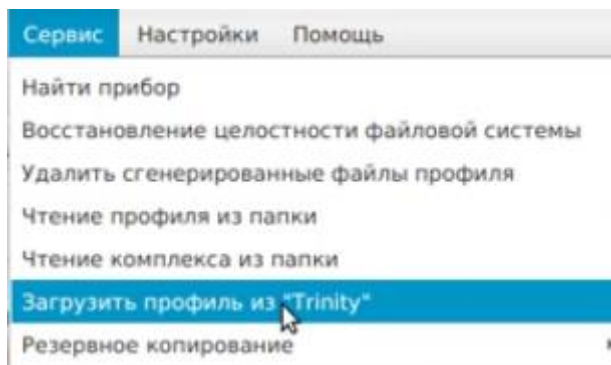 Сервис Настройки Помощь
Найти прибор
Восстановление целостности файловой системы
Удалить сгенерированные файлы профиля
Чтение профиля из папки
Чтение комплекса из папки
Загрузить профиль из "Trinity"
Резервное копирование